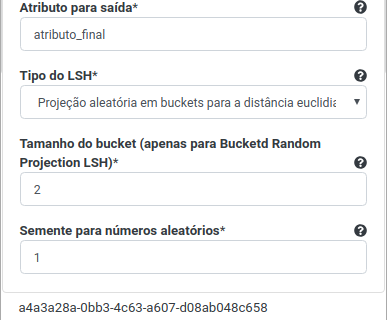 Atributo para saída*
atributo_final
Tipo do LSH*
Projeção aleatória em buckets para a distância euclidia
Tamanho do bucket (apenas para Bucketd Random
Projection LSH)*
2
Semente para números aleatórios*
1
a4a3a28a-0bb3-4c63-a607-d08ab048c658